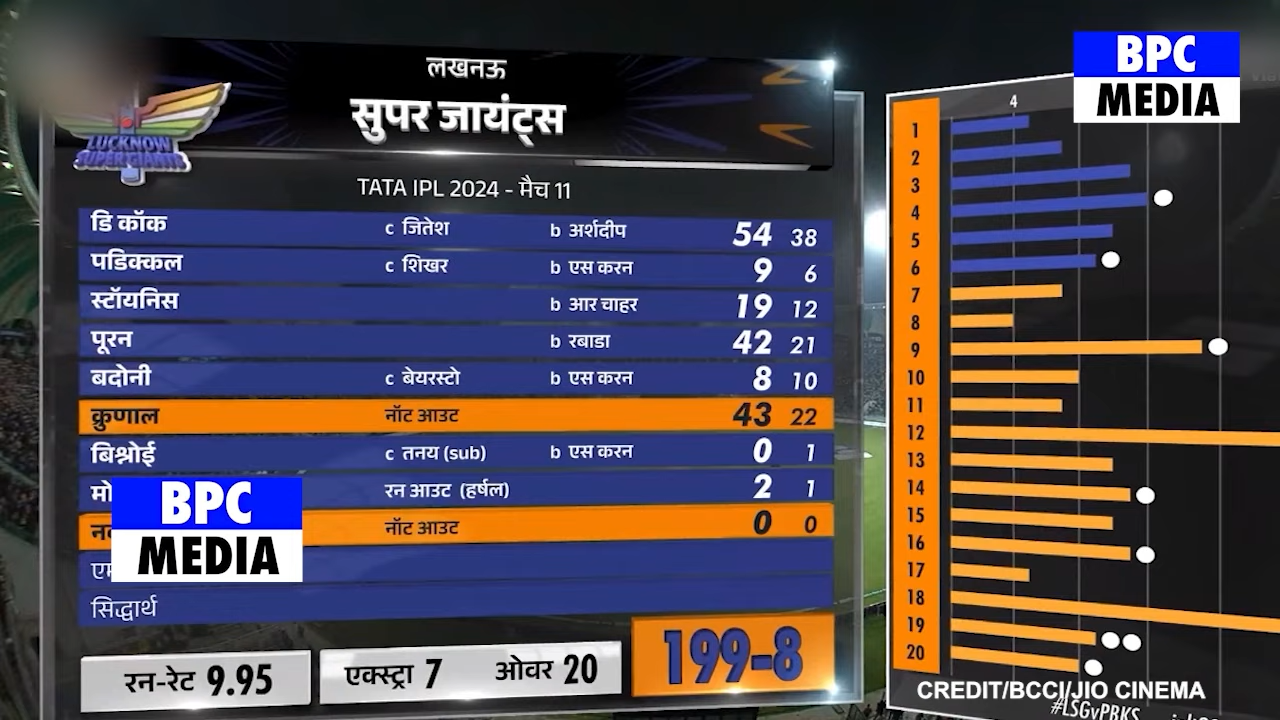 लखनऊ
सुपर जायंट्स
LUCKNOW
SUPER GIANTS
TATA IPL 2024 - मैच 11
डि कॉक c जितेश b अर्शदीप 54 38
पडिक्कल c शिखर b एस करन 9 6
स्टॉयनिस b आर चाहर 19 12
पूरन b रबाडा 42 21
बदोनी c बेयरस्टो b एस करन 8 10
क्रुणाल नॉट आउट 43 22
बिश्नोई c तनय (sub) b एस करन 0 1
रन आउट (हर्षल) 2 1
नॉट आउट 0 0
सिद्धार्थ
रन-रेट 9.95 एक्स्ट्रा 7 ओवर 20 199-8
BPC
MEDIA
BPC
MEDIA
4
1
2
3
4
5
6
7
8
9
10
11
12
13
14
15
16
17
18
19
20
CREDIT/BCCI/JIO CINEMA
#LSGvPBKS